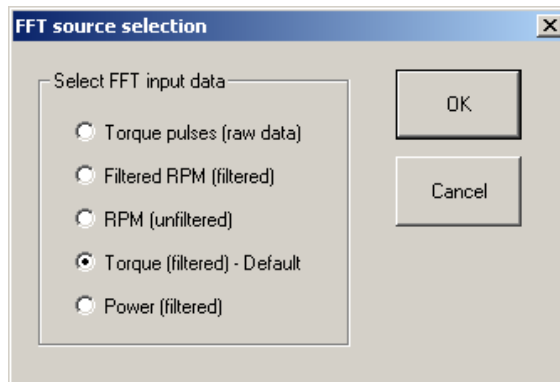 FFT source selection
Select FFT input data
Torque pulses (raw data)
Filtered RPM (filtered)
RPM (unfiltered)
Torque (filtered) - Default
Power (filtered)
OK
Cancel